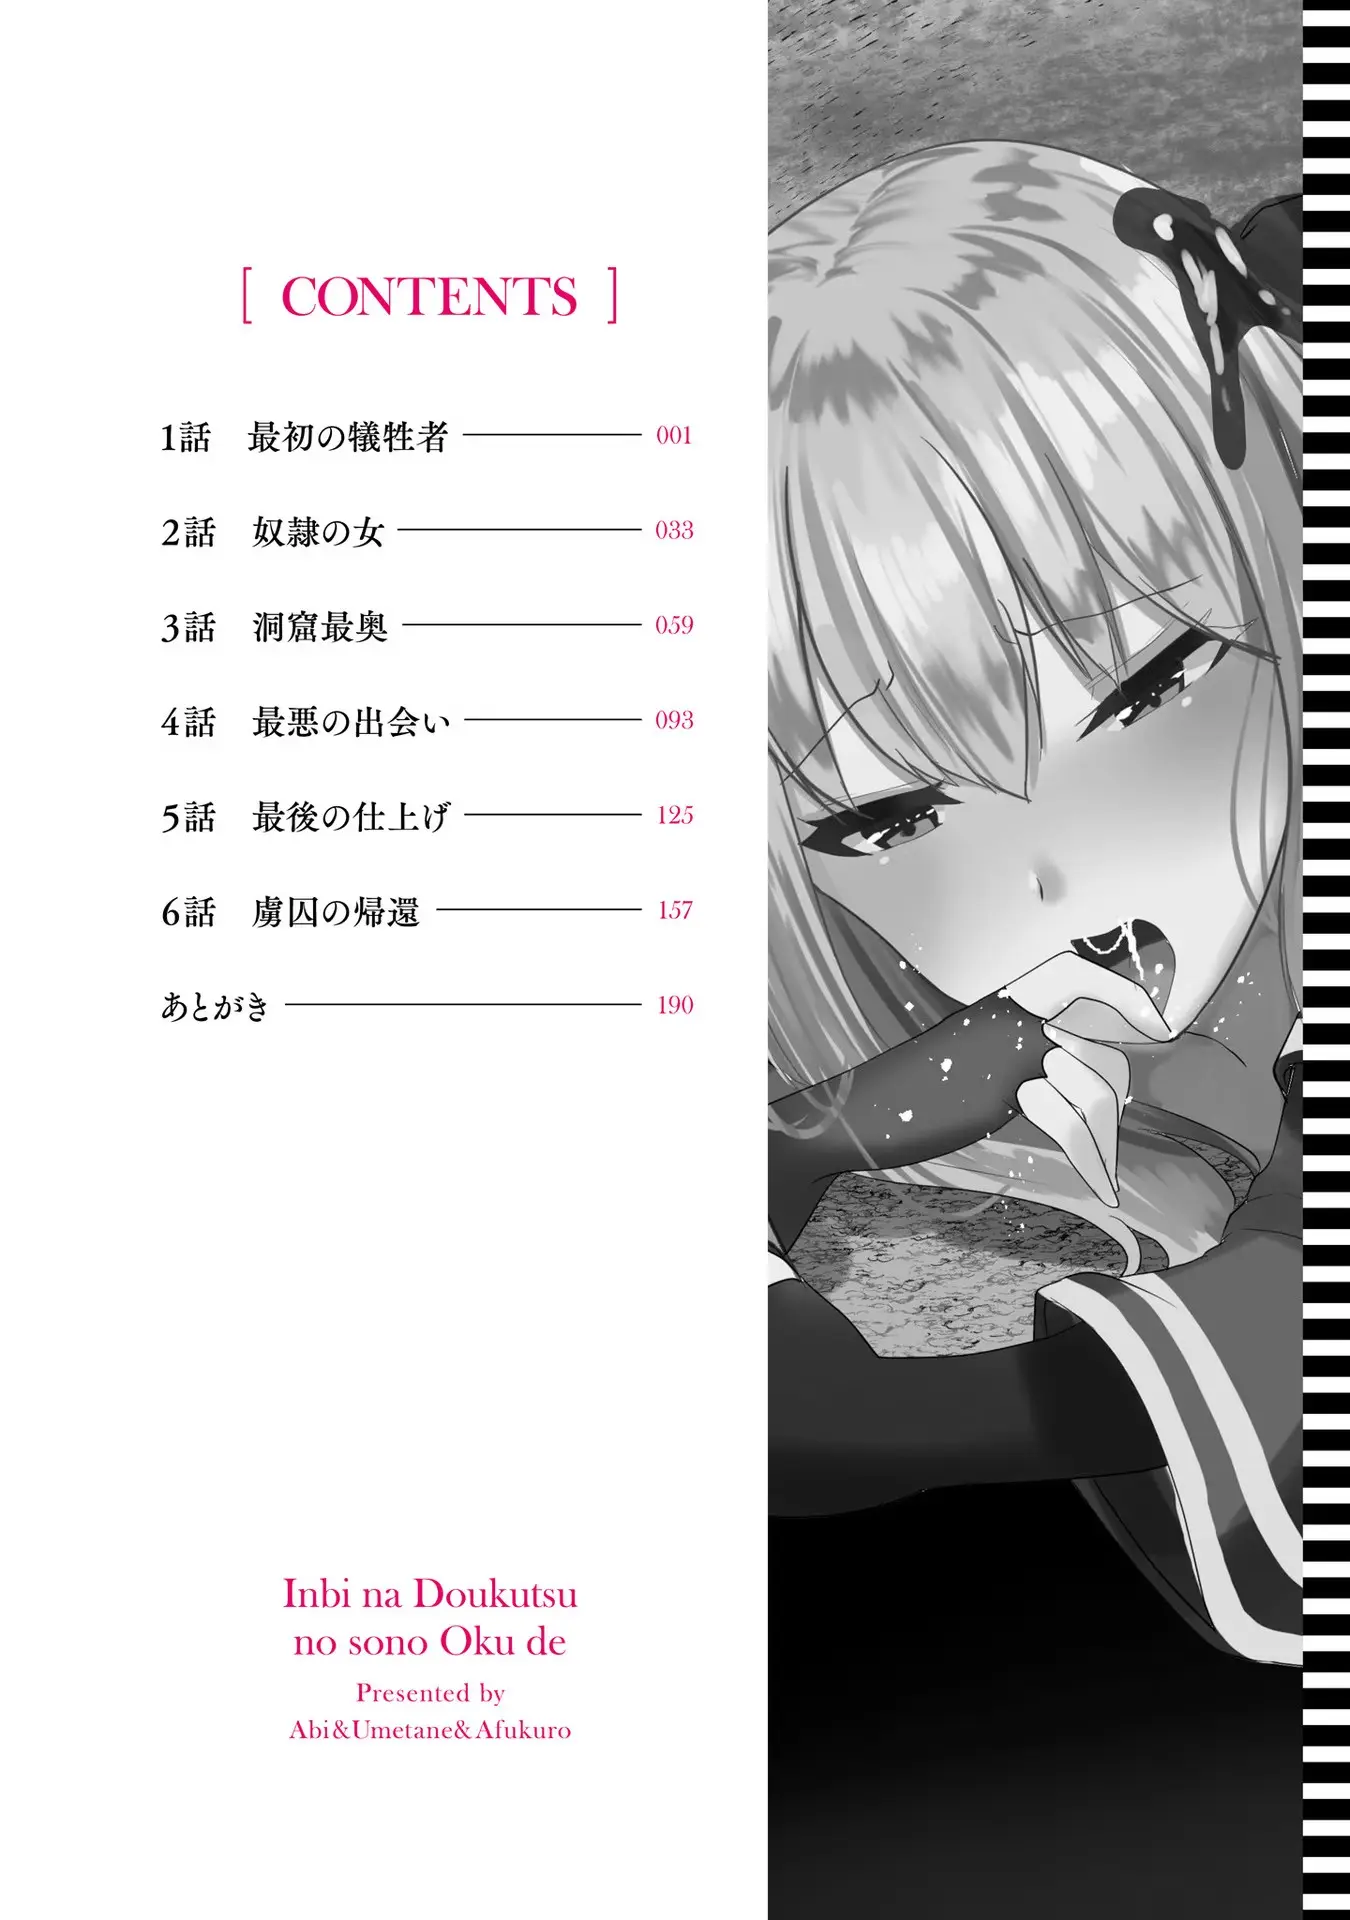 [ CONTENTS ]
1話 最初の犠牲者 001
2話 奴隷の女 033
3話 洞窟最奥 059
4話 最悪の出会い 093
5話 最後の仕上げ 125
6話 虜囚の帰還 157
あとがき 190
Inbi na Doukutsu
no sono Oku de
Presented by
Abi&Umetane&Afukuro